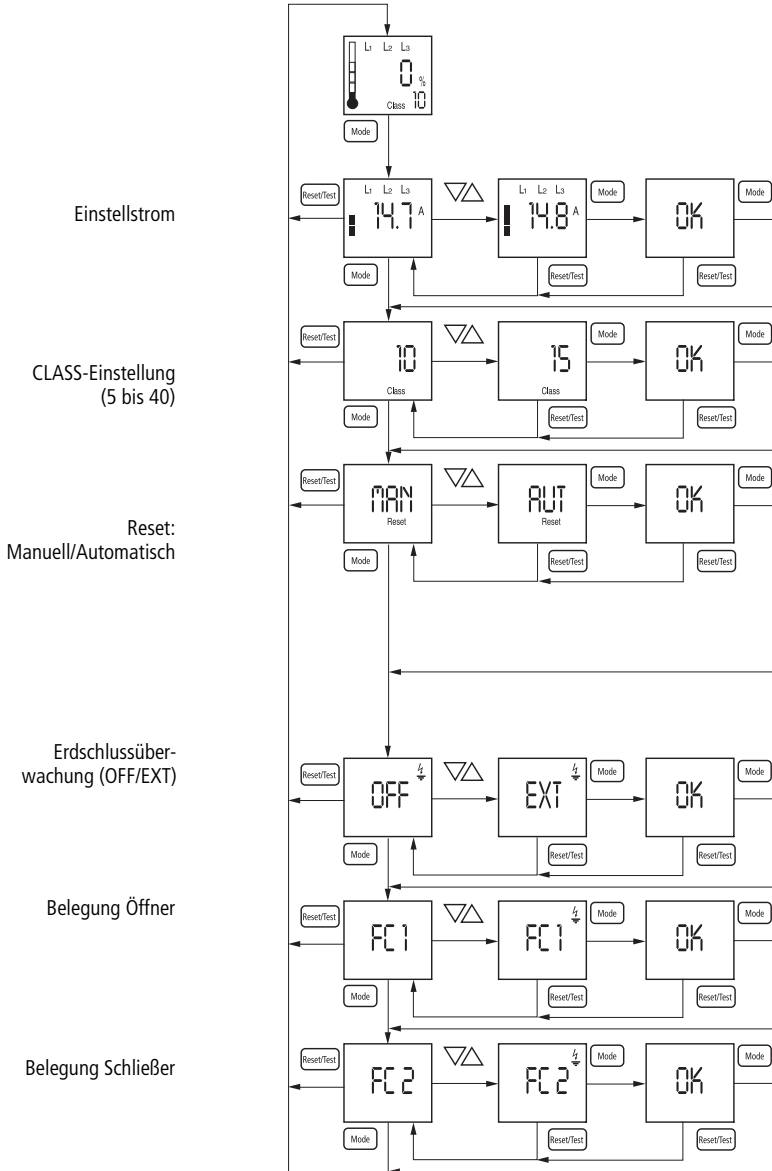 L1 L2 L3
0 %
Class 10
Mode
Einstellstrom
Reset/Test
L1 L2 L3
14.7 A
L1 L2 L3
14.8 A
Mode
OK
Mode
Mode
Reset/Test
Reset/Test
CLASS-Einstellung
(5 bis 40)
Reset/Test
10
Class
15
Class
Mode
OK
Mode
Mode
Reset/Test
Reset/Test
Reset:
Manuell/Automatisch
Reset/Test
MAN
Reset
AUT
Reset
Mode
OK
Mode
Mode
Reset/Test
Reset/Test
Erdschlussüber-
wachung (OFF/EXT)
Reset/Test
OFF
EXT
Mode
OK
Mode
Mode
Reset/Test
Reset/Test
Belegung Öffner
Reset/Test
FC1
FC1
Mode
OK
Mode
Mode
Reset/Test
Reset/Test
Belegung Schließer
Reset/Test
FC2
FC2
Mode
OK
Mode
Mode
Reset/Test
Reset/Test